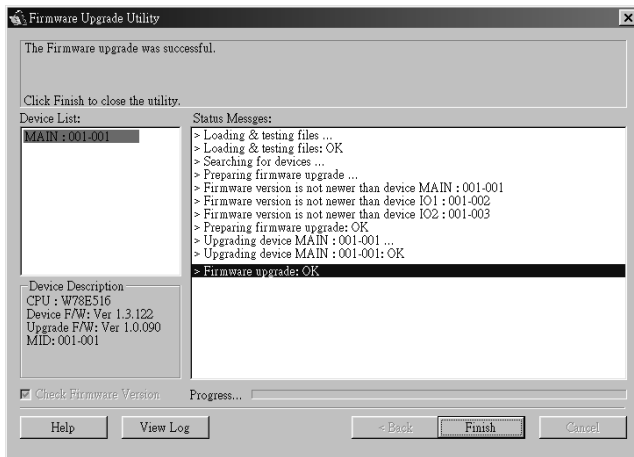 Firmware Upgrade Utility
The Firmware upgrade was successful.
Click Finish to close the utility.
Device List:
MAIN : 001-001
Status Messges:
> Loading & testing files ...
> Loading & testing files: OK
> Searching for devices ...
> Preparing firmware upgrade ...
> Firmware version is not newer than device MAIN : 001-001
> Firmware version is not newer than device IO1 : 001-002
> Firmware version is not newer than device IO2 : 001-003
> Preparing firmware upgrade: OK
> Upgrading device MAIN : 001-001 ...
> Upgrading device MAIN : 001-001: OK
> Firmware upgrade: OK
Device Description
CPU : W78E516
Device F/W: Ver 1.3.122
Upgrade F/W: Ver 1.0.090
MID: 001-001
Check Firmware Version
Progress...
Help
View Log
< Back
Finish
Cancel